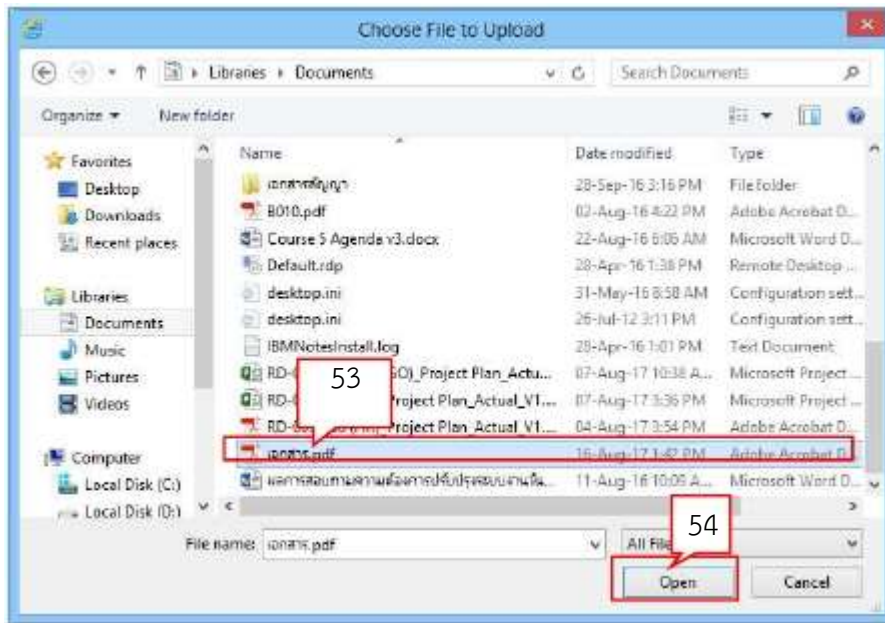 Choose File to Upload
Libraries Documents Search Documents
Organize New folder
Name Date modified Type
Favorites
Desktop
Downloads
Recent places
Libraries
Documents
Music
Pictures
Videos
Computer
Local Disk (C:)
Local Disk (D:)
เอกสารสัญญา 28-Sep-16 3:16 PM File folder
B010.pdf 02-Aug-16 4:22 PM Adobe Acrobat D...
Course 5 Agenda v3.docx 22-Aug-16 6:06 AM Microsoft Word D...
Default.rdp 28-Apr-16 1:38 PM Remote Desktop ...
desktop.ini 31-May-16 8:58 AM Configuration sett...
desktop.ini 26-Jul-12 3:11 PM Configuration sett...
IBMNotesInstall.log 28-Apr-16 1:01 PM Text Document
Project Plan_Actu... 07-Aug-17 10:38 A... Microsoft Project ...
Project Plan_Actual_V1.... 07-Aug-17 3:36 PM Microsoft Project ...
Project Plan_Actual_V1.... 04-Aug-17 3:54 PM Adobe Acrobat D...
เอกสาร.pdf 16-Aug-17 1:42 PM Adobe Acrobat D...
11-Aug-16 10:09 A... Microsoft Word D...
53
54
File name: เอกสาร.pdf All File
Open Cancel